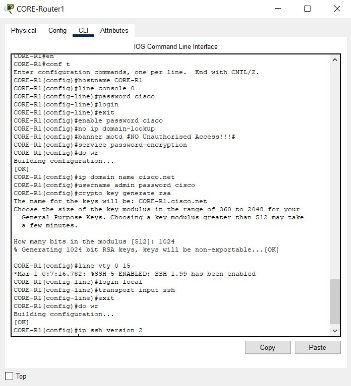 CORE-Router1
Physical Config CLI Attributes
IOS Command Line Interface
CORE-R1#en
CORE-R1#conf t
Enter configuration commands, one per line. End with CNTL/Z.
CORE-R1(config)#hostname CORE-R1
CORE-R1(config)#line console 0
CORE-R1(config-line)#password cisco
CORE-R1(config-line)#login
CORE-R1(config-line)#exit
CORE-R1(config)#enable password cisco
CORE-R1(config)#no ip domain-lookup
CORE-R1(config)#banner motd #NO Unauthorised Access!!!#
CORE-R1(config)#service password-encryption
CORE-R1(config)#do wr
Building configuration...
[OK]
CORE-R1(config)#ip domain name cisco.net
CORE-R1(config)#username admin password cisco
CORE-R1(config)#crypto key generate rsa
The name for the keys will be: CORE-R1.cisco.net
Choose the size of the key modulus in the range of 360 to 2048 for your
General Purpose Keys. Choosing a key modulus greater than 512 may take
a few minutes.
How many bits in the modulus [512]: 1024
% Generating 1024 bit RSA keys, keys will be non-exportable...[OK]
CORE-R1(config)#line vty 0 15
*Mar 1 0:7:16.762: %SSH-5-ENABLED: SSH 1.99 has been enabled
CORE-R1(config-line)#login local
CORE-R1(config-line)#transport input ssh
CORE-R1(config-line)#exit
CORE-R1(config)#do wr
Building configuration...
[OK]
CORE-R1(config)#ip ssh version 2
Copy Paste
Top